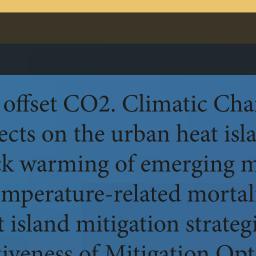 offset CO2. Climatic Cha
ects on the urban heat isla
ck warming of emerging m
mperature-related mortal
t island mitigation strategi
tiveness of Mitigation Opt